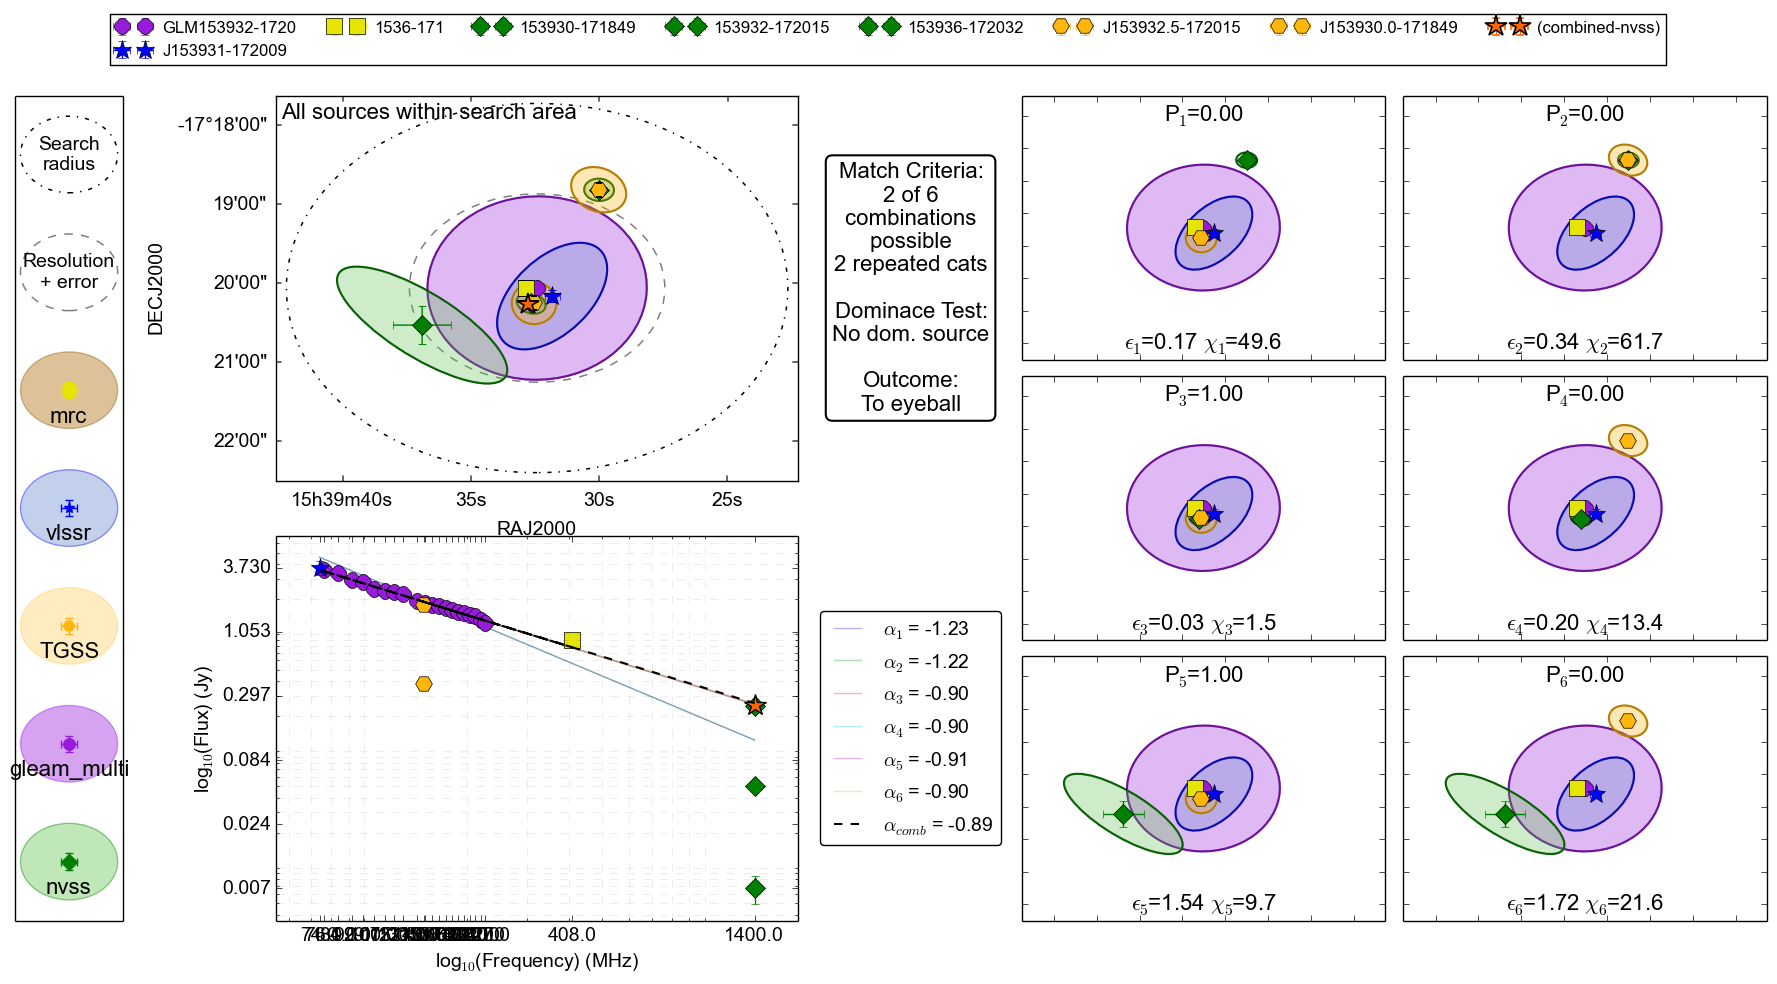 GLM153932-1720
1536-171
153930-171849
153932-172015
153936-172032
J153932.5-172015
J153930.0-171849
(combined-nvss)
J153931-172009
Search
radius
Resolution
+ error
mrc
vlssr
TGSS
gleam_multi
nvss
All sources within search area
-17°18'00"
19'00"
20'00"
21'00"
22'00"
DECJ2000
15h39m40s
35s
30s
25s
RAJ2000
3.730
1.053
0.297
0.084
0.024
0.007
log₁₀(Flux) (Jy)
408.0
1400.0
log₁₀(Frequency) (MHz)
Match Criteria:
2 of 6
combinations
possible
2 repeated cats
Dominace Test:
No dom. source
Outcome:
To eyeball
α₁ = -1.23
α₂ = -1.22
α₃ = -0.90
α₄ = -0.90
α₅ = -0.91
α₆ = -0.90
α_comb = -0.89
P₁=0.00
ϵ₁=0.17 χ₁=49.6
P₂=0.00
ϵ₂=0.34 χ₂=61.7
P₃=1.00
ϵ₃=0.03 χ₃=1.5
P₄=0.00
ϵ₄=0.20 χ₄=13.4
P₅=1.00
ϵ₅=1.54 χ₅=9.7
P₆=0.00
ϵ₆=1.72 χ₆=21.6